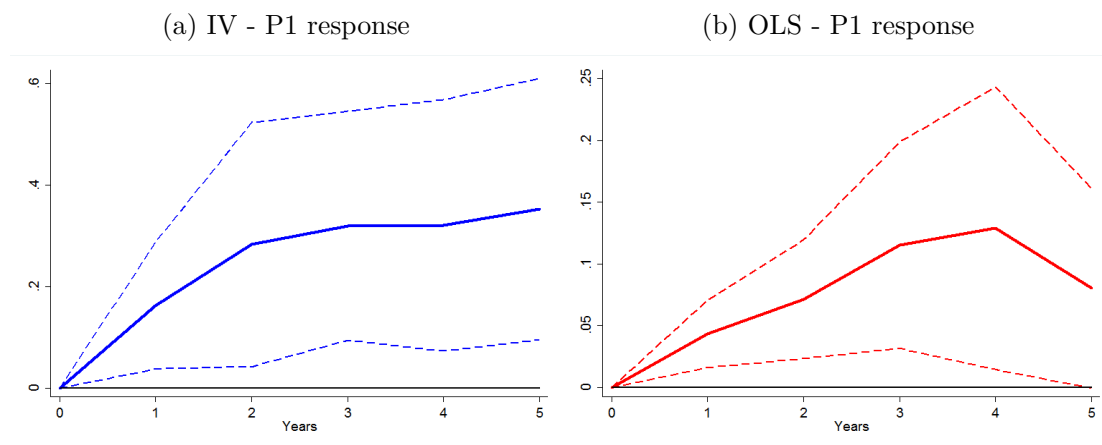 (a) IV - P1 response
.6
.4
.2
0
0 1 2 3 4 5
Years
(b) OLS - P1 response
.25
.2
.15
.1
.05
0
0 1 2 3 4 5
Years